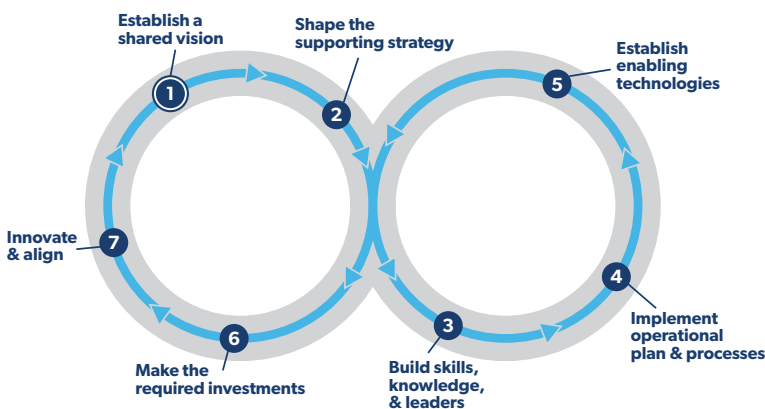 1
Establish a
shared vision
2
Shape the
supporting strategy
3
Build skills,
knowledge,
& leaders
4
Implement
operational
plan & processes
5
Establish
enabling
technologies
6
Make the
required investments
7
Innovate
& align